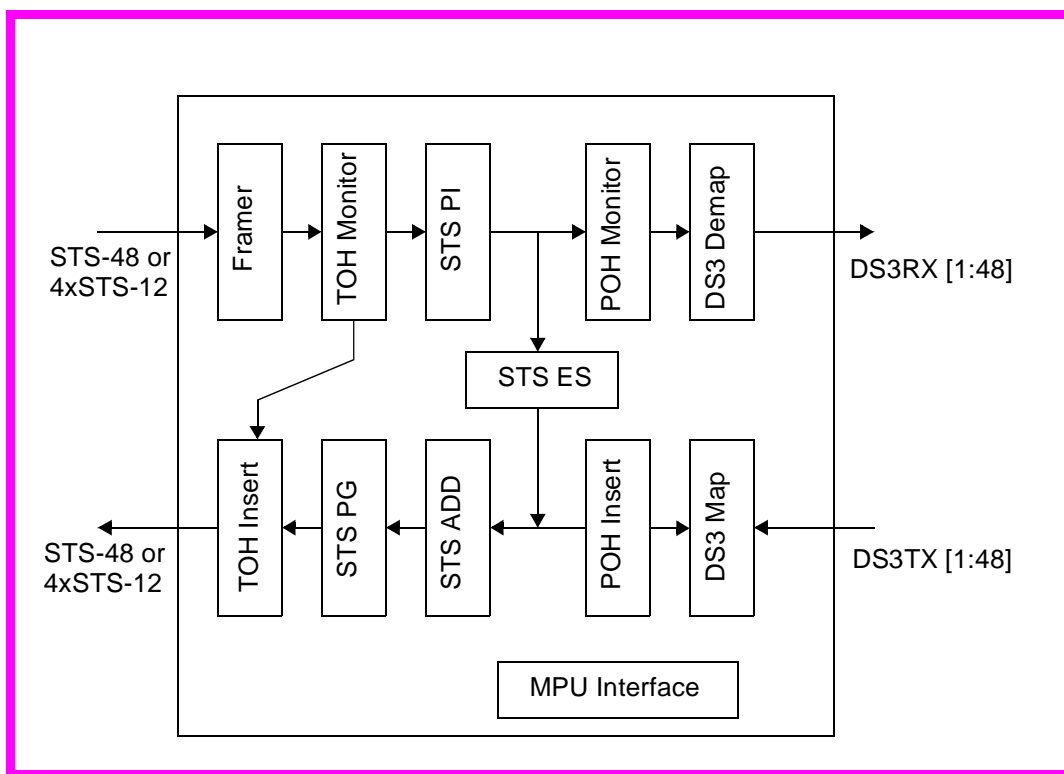 Framer
TOH Monitor
STS PI
POH Monitor
DS3 Demap
STS-48 or
4xSTS-12
DS3RX [1:48]
STS ES
TOH Insert
STS PG
STS ADD
POH Insert
DS3 Map
STS-48 or
4xSTS-12
DS3TX [1:48]
MPU Interface